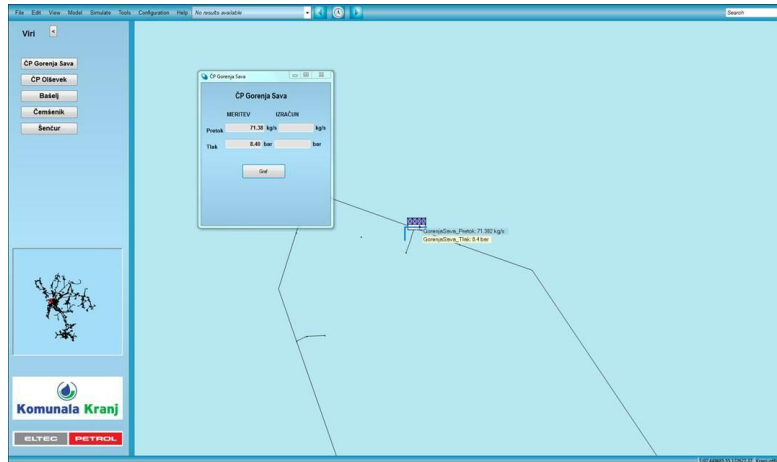 File Edit View Model Simulate Tools Configuration Help No results available
Search
Viri <
ČP Gorenja Sava
ČP Olševek
Bašelj
Čemšenik
Šenčur
ČP Gorenja Sava
ČP Gorenja Sava
MERITEV IZRAČUN
Pretok 71.38 kg/s kg/s
Tlak 8.40 bar bar
Graf
GorenjaSava_Pretok: 71.382 kg/s
GorenjaSava_Tlak: 8.4 bar
Komunala Kranj
ELTEC PETROL